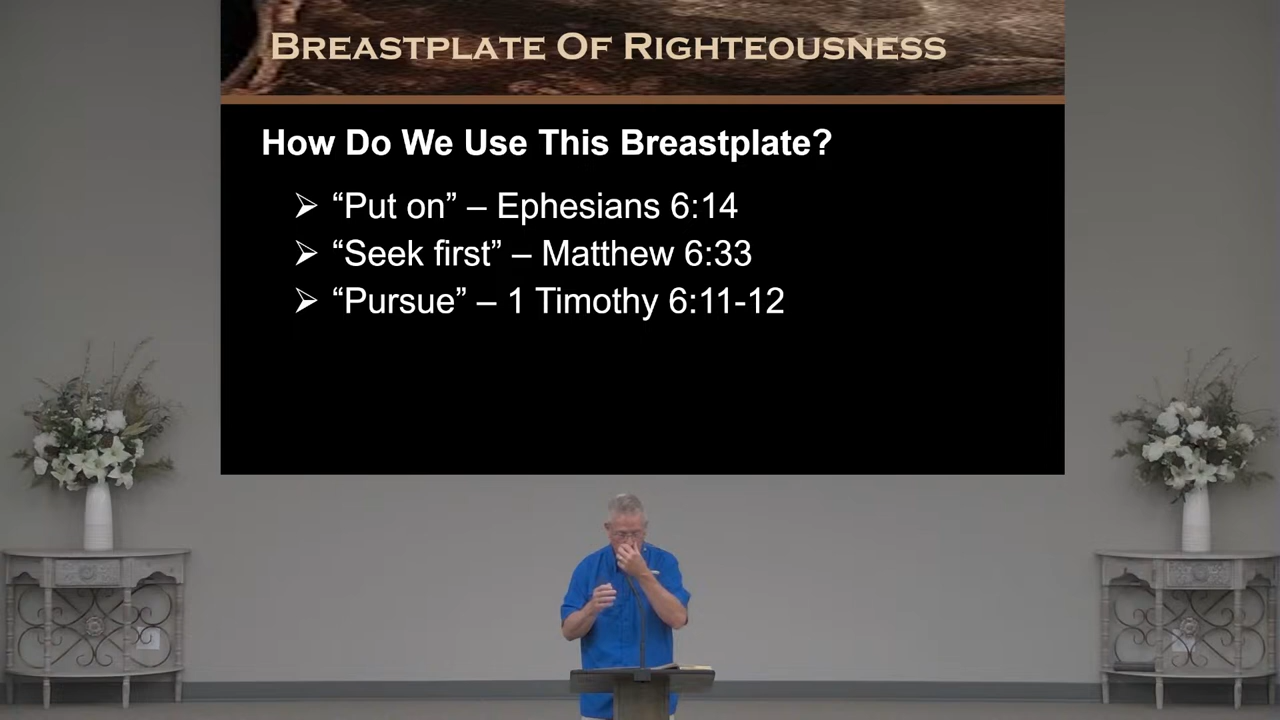 BREASTPLATE OF RIGHTEOUSNESS
How Do We Use This Breastplate?
➢ “Put on” – Ephesians 6:14
➢ “Seek first” – Matthew 6:33
➢ “Pursue” – 1 Timothy 6:11-12